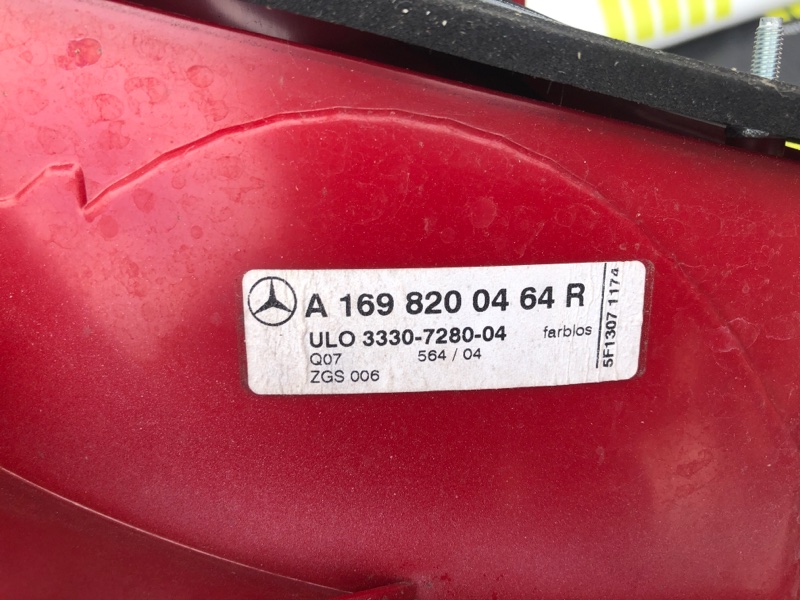 A 169 820 04 64 R
ULO 3330-7280-04 farblos
Q07 564 / 04
ZGS 006
5F1307 1174